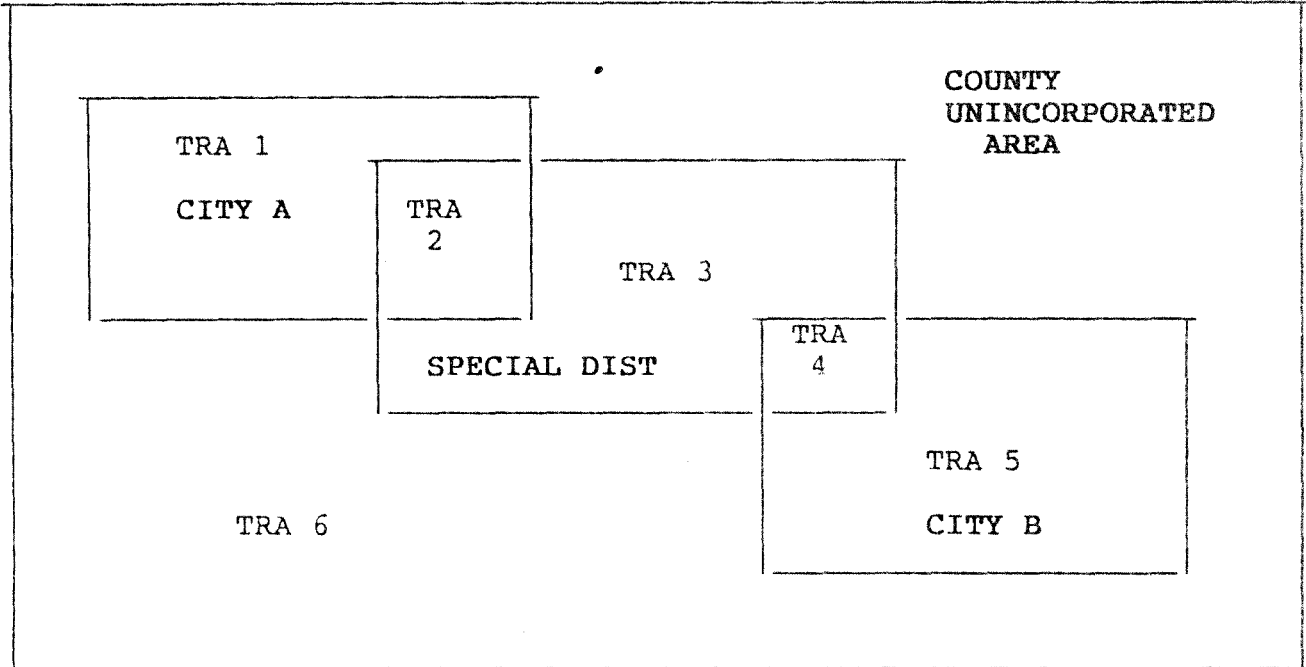 COUNTY
UNINCORPORATED
AREA
TRA 1
CITY A
TRA
2
TRA 3
TRA
4
SPECIAL DIST
TRA 5
TRA 6
CITY B